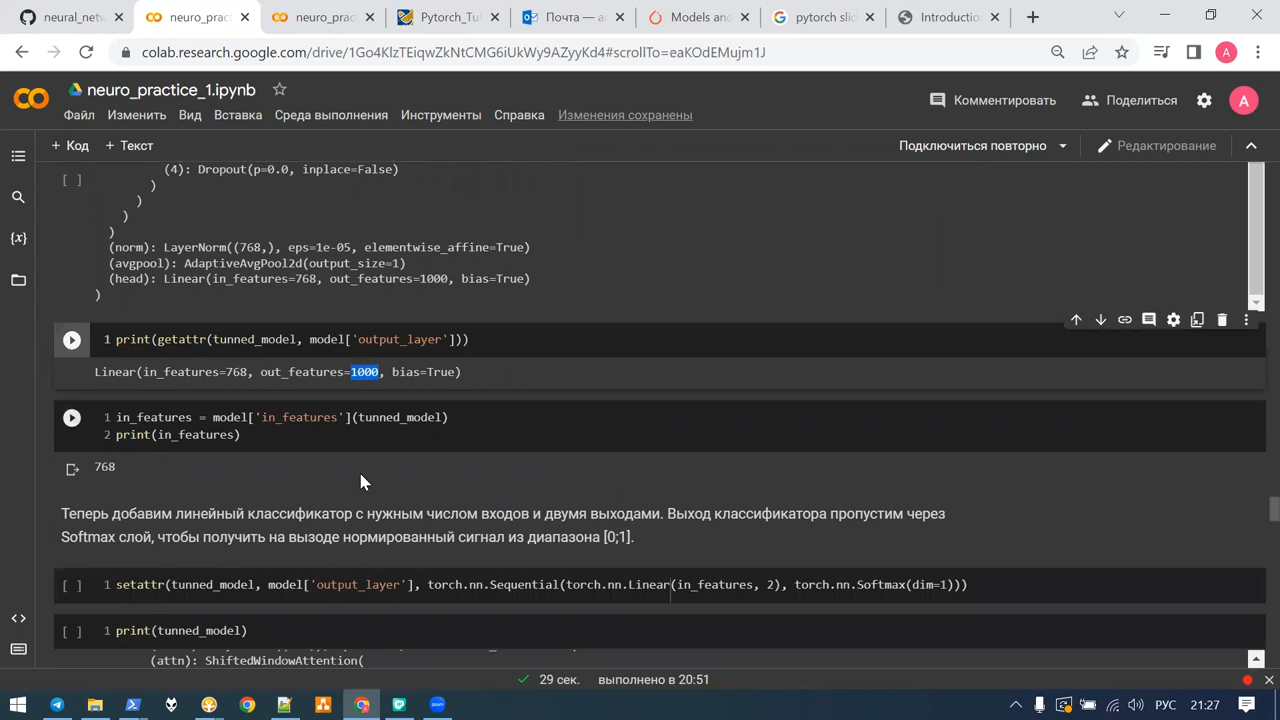 neural_netw
neuro_prac
neuro_prac
Pytorch_Tut
Почта — ал
Models and
pytorch slid
Introduction
colab.research.google.com/drive/1Go4KlzTEiqwZkNtCMG6iUkWy9AZyyKd4#scrollTo=eaKOdEMujm1J
A
neuro_practice_1.ipynb
Комментировать
Поделиться
A
Файл Изменить Вид Вставка Среда выполнения Инструменты Справка Изменения сохранены
+ Код + Текст
Подключиться повторно
Редактирование
[ ]
(4): Dropout(p=0.0, inplace=False)
)
)
)
)
(norm): LayerNorm((768,), eps=1e-05, elementwise_affine=True)
(avgpool): AdaptiveAvgPool2d(output_size=1)
(head): Linear(in_features=768, out_features=1000, bias=True)
)
1 print(getattr(tunned_model, model['output_layer']))
Linear(in_features=768, out_features=1000, bias=True)
1 in_features = model['in_features'](tunned_model)
2 print(in_features)
768
Теперь добавим линейный классификатор с нужным числом входов и двумя выходами. Выход классификатора пропустим через
Softmax слой, чтобы получить на вызоде нормированный сигнал из диапазона [0;1].
[ ] 1 setattr(tunned_model, model['output_layer'], torch.nn.Sequential(torch.nn.Linear(in_features, 2), torch.nn.Softmax(dim=1)))
[ ] 1 print(tunned_model)
(attn): ShiftedWindowAttention(
29 сек. выполнено в 20:51
zoom
РУС
21:27